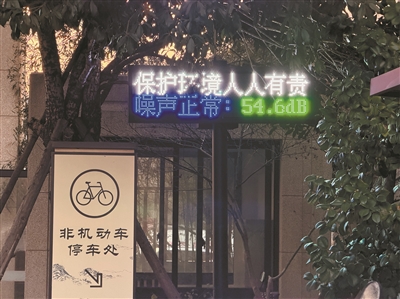 保护环境人人有责
噪声正常：54.6dB
非机动车
停车处